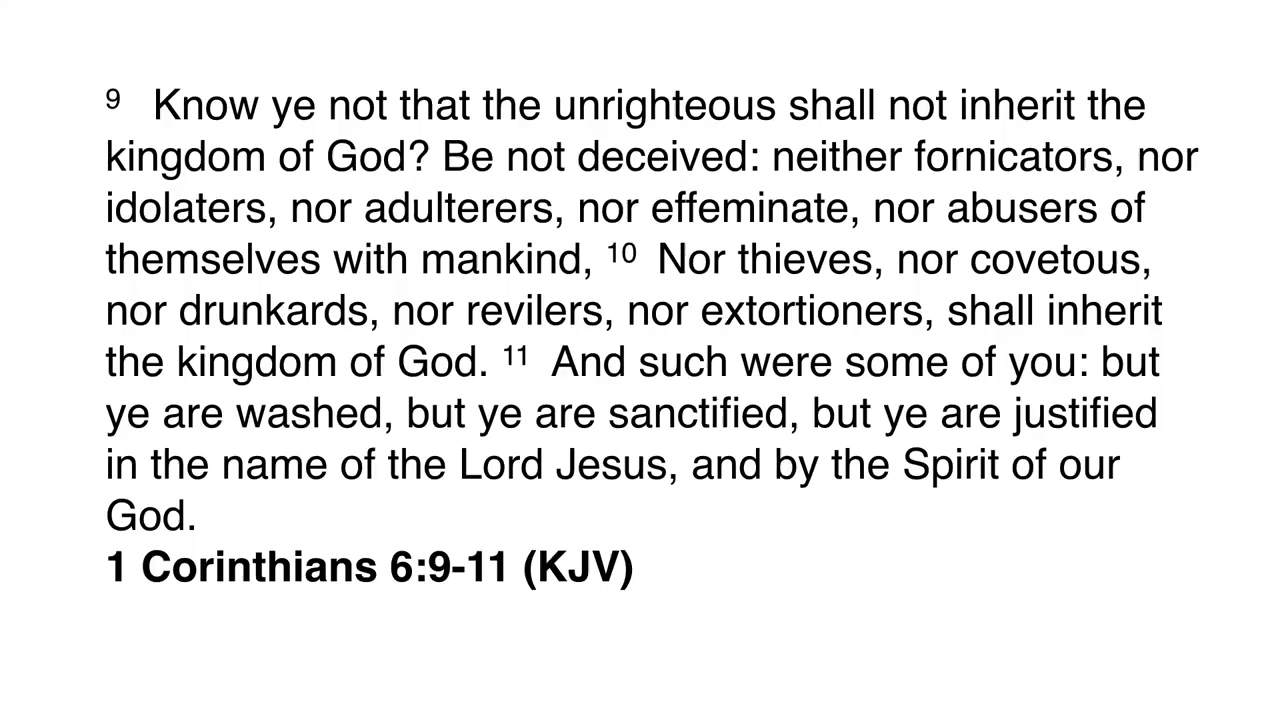 9 Know ye not that the unrighteous shall not inherit the
kingdom of God? Be not deceived: neither fornicators, nor
idolaters, nor adulterers, nor effeminate, nor abusers of
themselves with mankind, 10 Nor thieves, nor covetous,
nor drunkards, nor revilers, nor extortioners, shall inherit
the kingdom of God. 11 And such were some of you: but
ye are washed, but ye are sanctified, but ye are justified
in the name of the Lord Jesus, and by the Spirit of our
God.
1 Corinthians 6:9-11 (KJV)